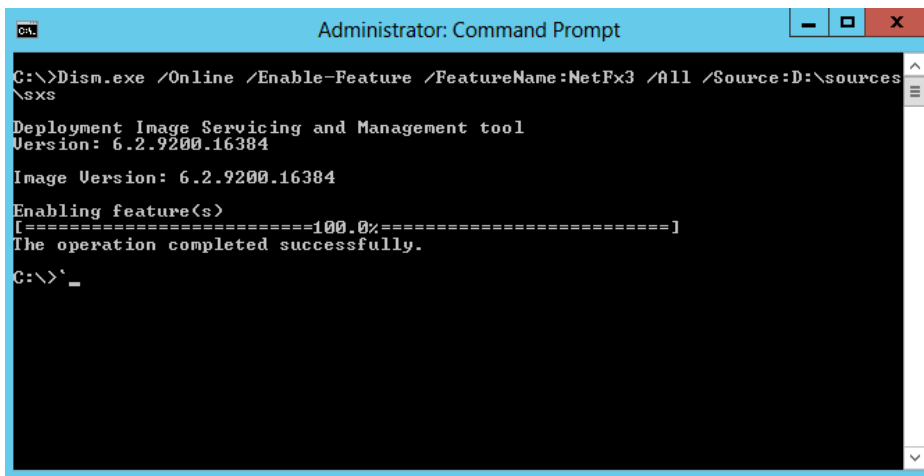 Administrator: Command Prompt
C:\>Dism.exe /Online /Enable-Feature /FeatureName:NetFx3 /All /Source:D:\sources
\sxs
Deployment Image Servicing and Management tool
Version: 6.2.9200.16384
Image Version: 6.2.9200.16384
Enabling feature(s)
[==========================100.0%==========================]
The operation completed successfully.
C:\>`_